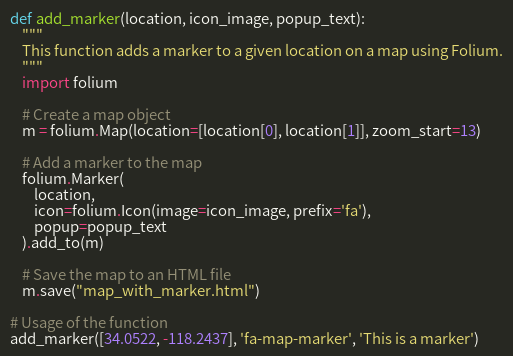 def add_marker(location, icon_image, popup_text):
    """
    This function adds a marker to a given location on a map using Folium.
    """
    import folium

    # Create a map object
    m = folium.Map(location=[location[0], location[1]], zoom_start=13)

    # Add a marker to the map
    folium.Marker(
        location,
        icon=folium.Icon(image=icon_image, prefix='fa'),
        popup=popup_text
    ).add_to(m)

    # Save the map to an HTML file
    m.save("map_with_marker.html")

# Usage of the function
add_marker([34.0522, -118.2437], 'fa-map-marker', 'This is a marker')